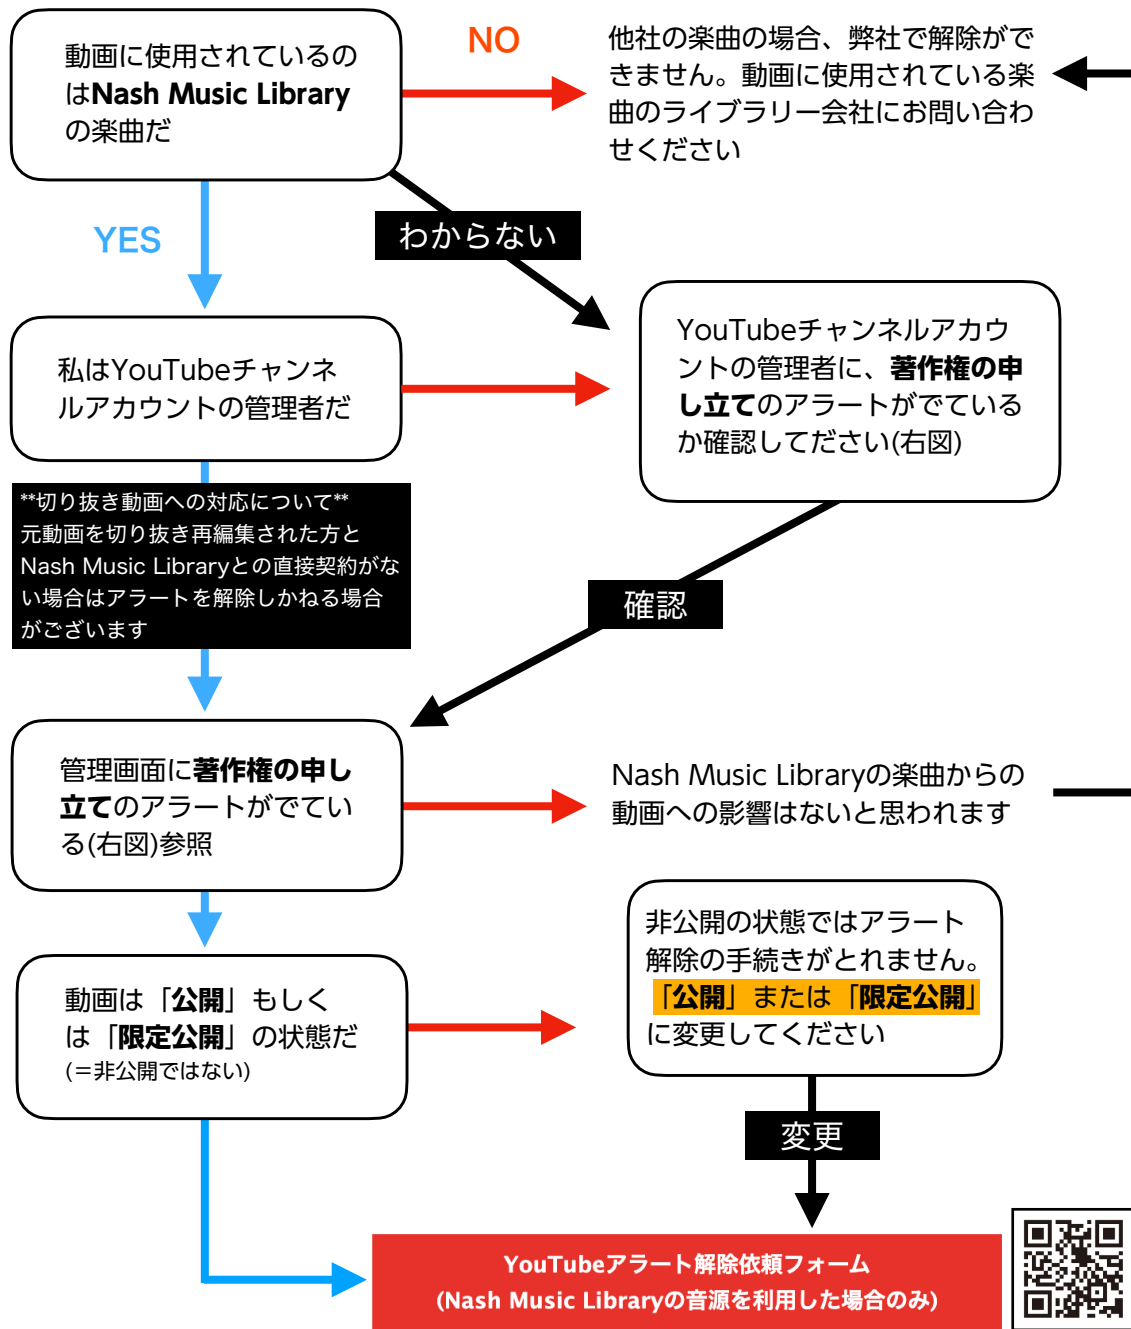 動画に使用されているの
はNash Music Library
の楽曲だ
NO
他社の楽曲の場合、弊社で解除がで
きません。動画に使用されている楽
曲のライブラリー会社にお問い合わ
せください
YES
わからない
私はYouTubeチャンネ
ルアカウントの管理者だ
YouTubeチャンネルアカウ
ントの管理者に、著作権の申
し立てのアラートがでている
か確認してださい(右図)
**切り抜き動画への対応について**
元動画を切り抜き再編集された方と
Nash Music Libraryとの直接契約がな
い場合はアラートを解除しかねる場合
がございます
確認
管理画面に著作権の申し
立てのアラートがでてい
る(右図)参照
Nash Music Libraryの楽曲からの
動画への影響はないと思われます
動画は「公開」もしく
は「限定公開」の状態だ
(＝非公開ではない)
非公開の状態ではアラート
解除の手続きがとれません。
「公開」または「限定公開」
に変更してください
変更
YouTubeアラート解除依頼フォーム
(Nash Music Libraryの音源を利用した場合のみ)